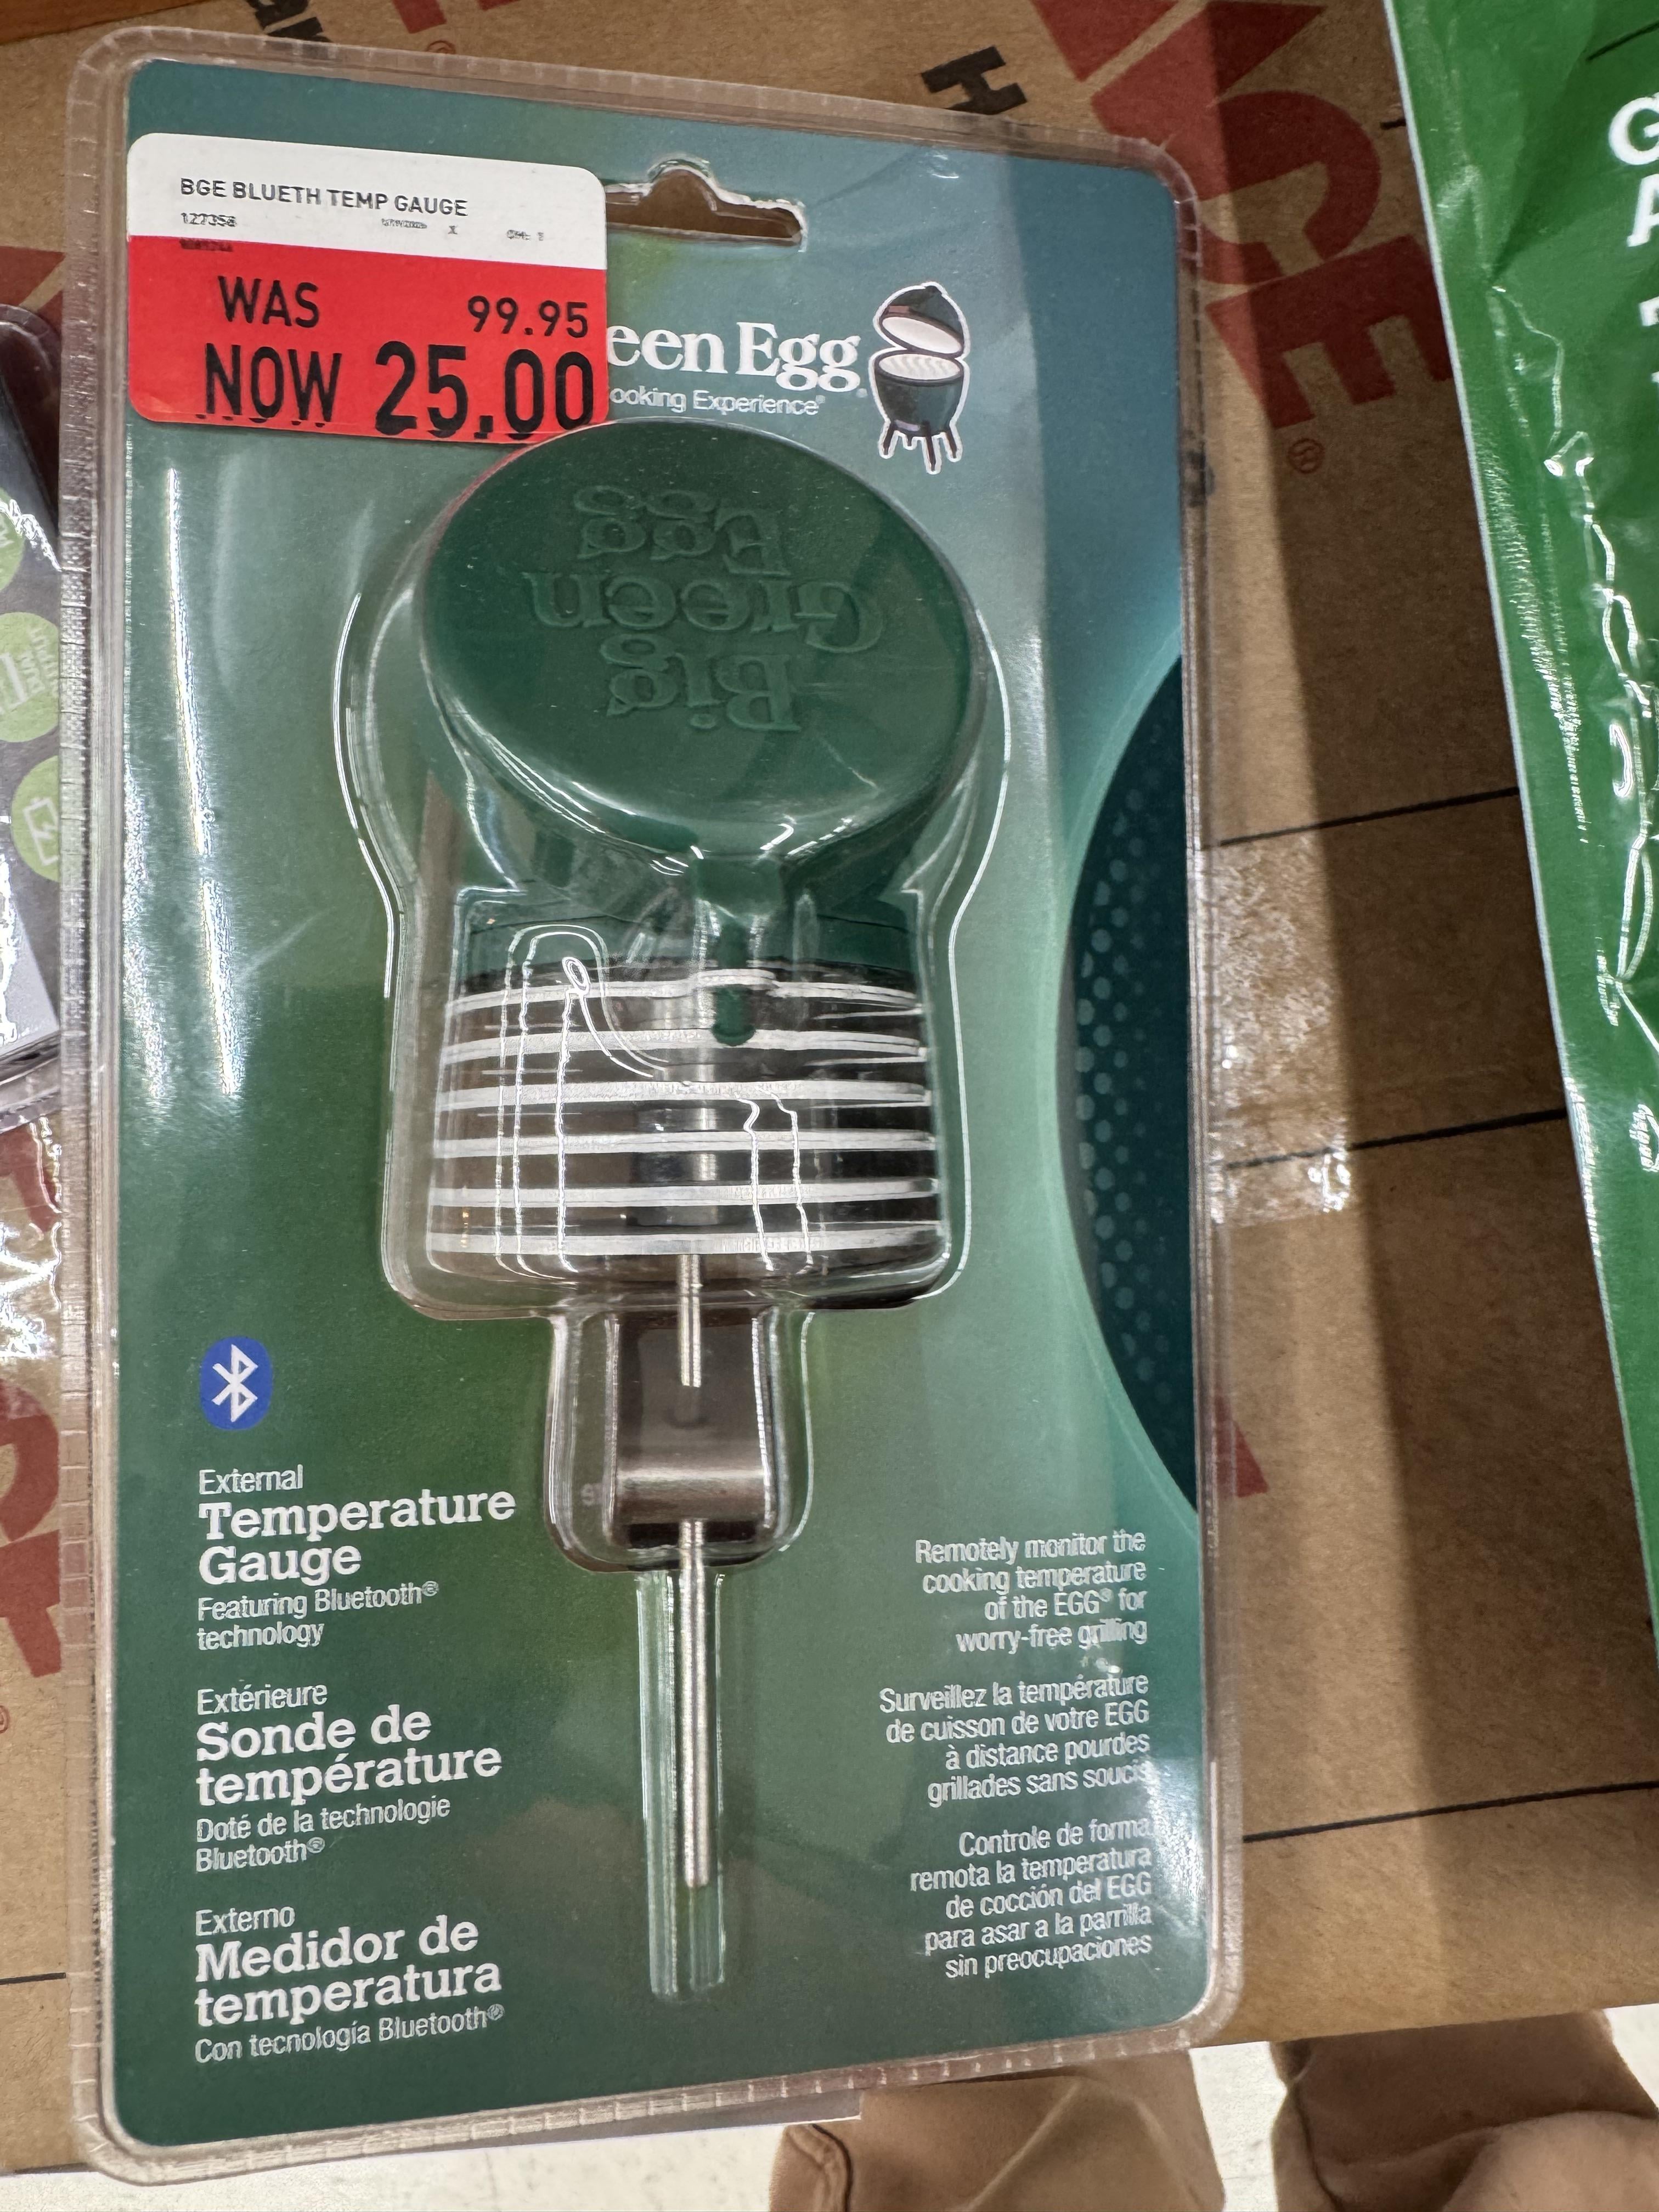 BGE BLUETH TEMP GAUGE
127358
WAS 99.95
NOW 25.00
een Egg
ooking Experience®
Big
Green
Egg
External
Temperature
Gauge
Featuring Bluetooth®
technology
Extérieure
Sonde de
température
Doté de la technologie
Bluetooth®
Externo
Medidor de
temperatura
Con tecnología Bluetooth®
Remotely monitor the
cooking temperature
of the EGG® for
worry-free grilling
Surveillez la température
de cuisson de votre EGG
à distance pourdes
grillades sans soucis
Controle de forma
remota la temperatura
de cocción del EGG
para asar a la parrilla
sin preocupaciones
ACE
®
H
G
A